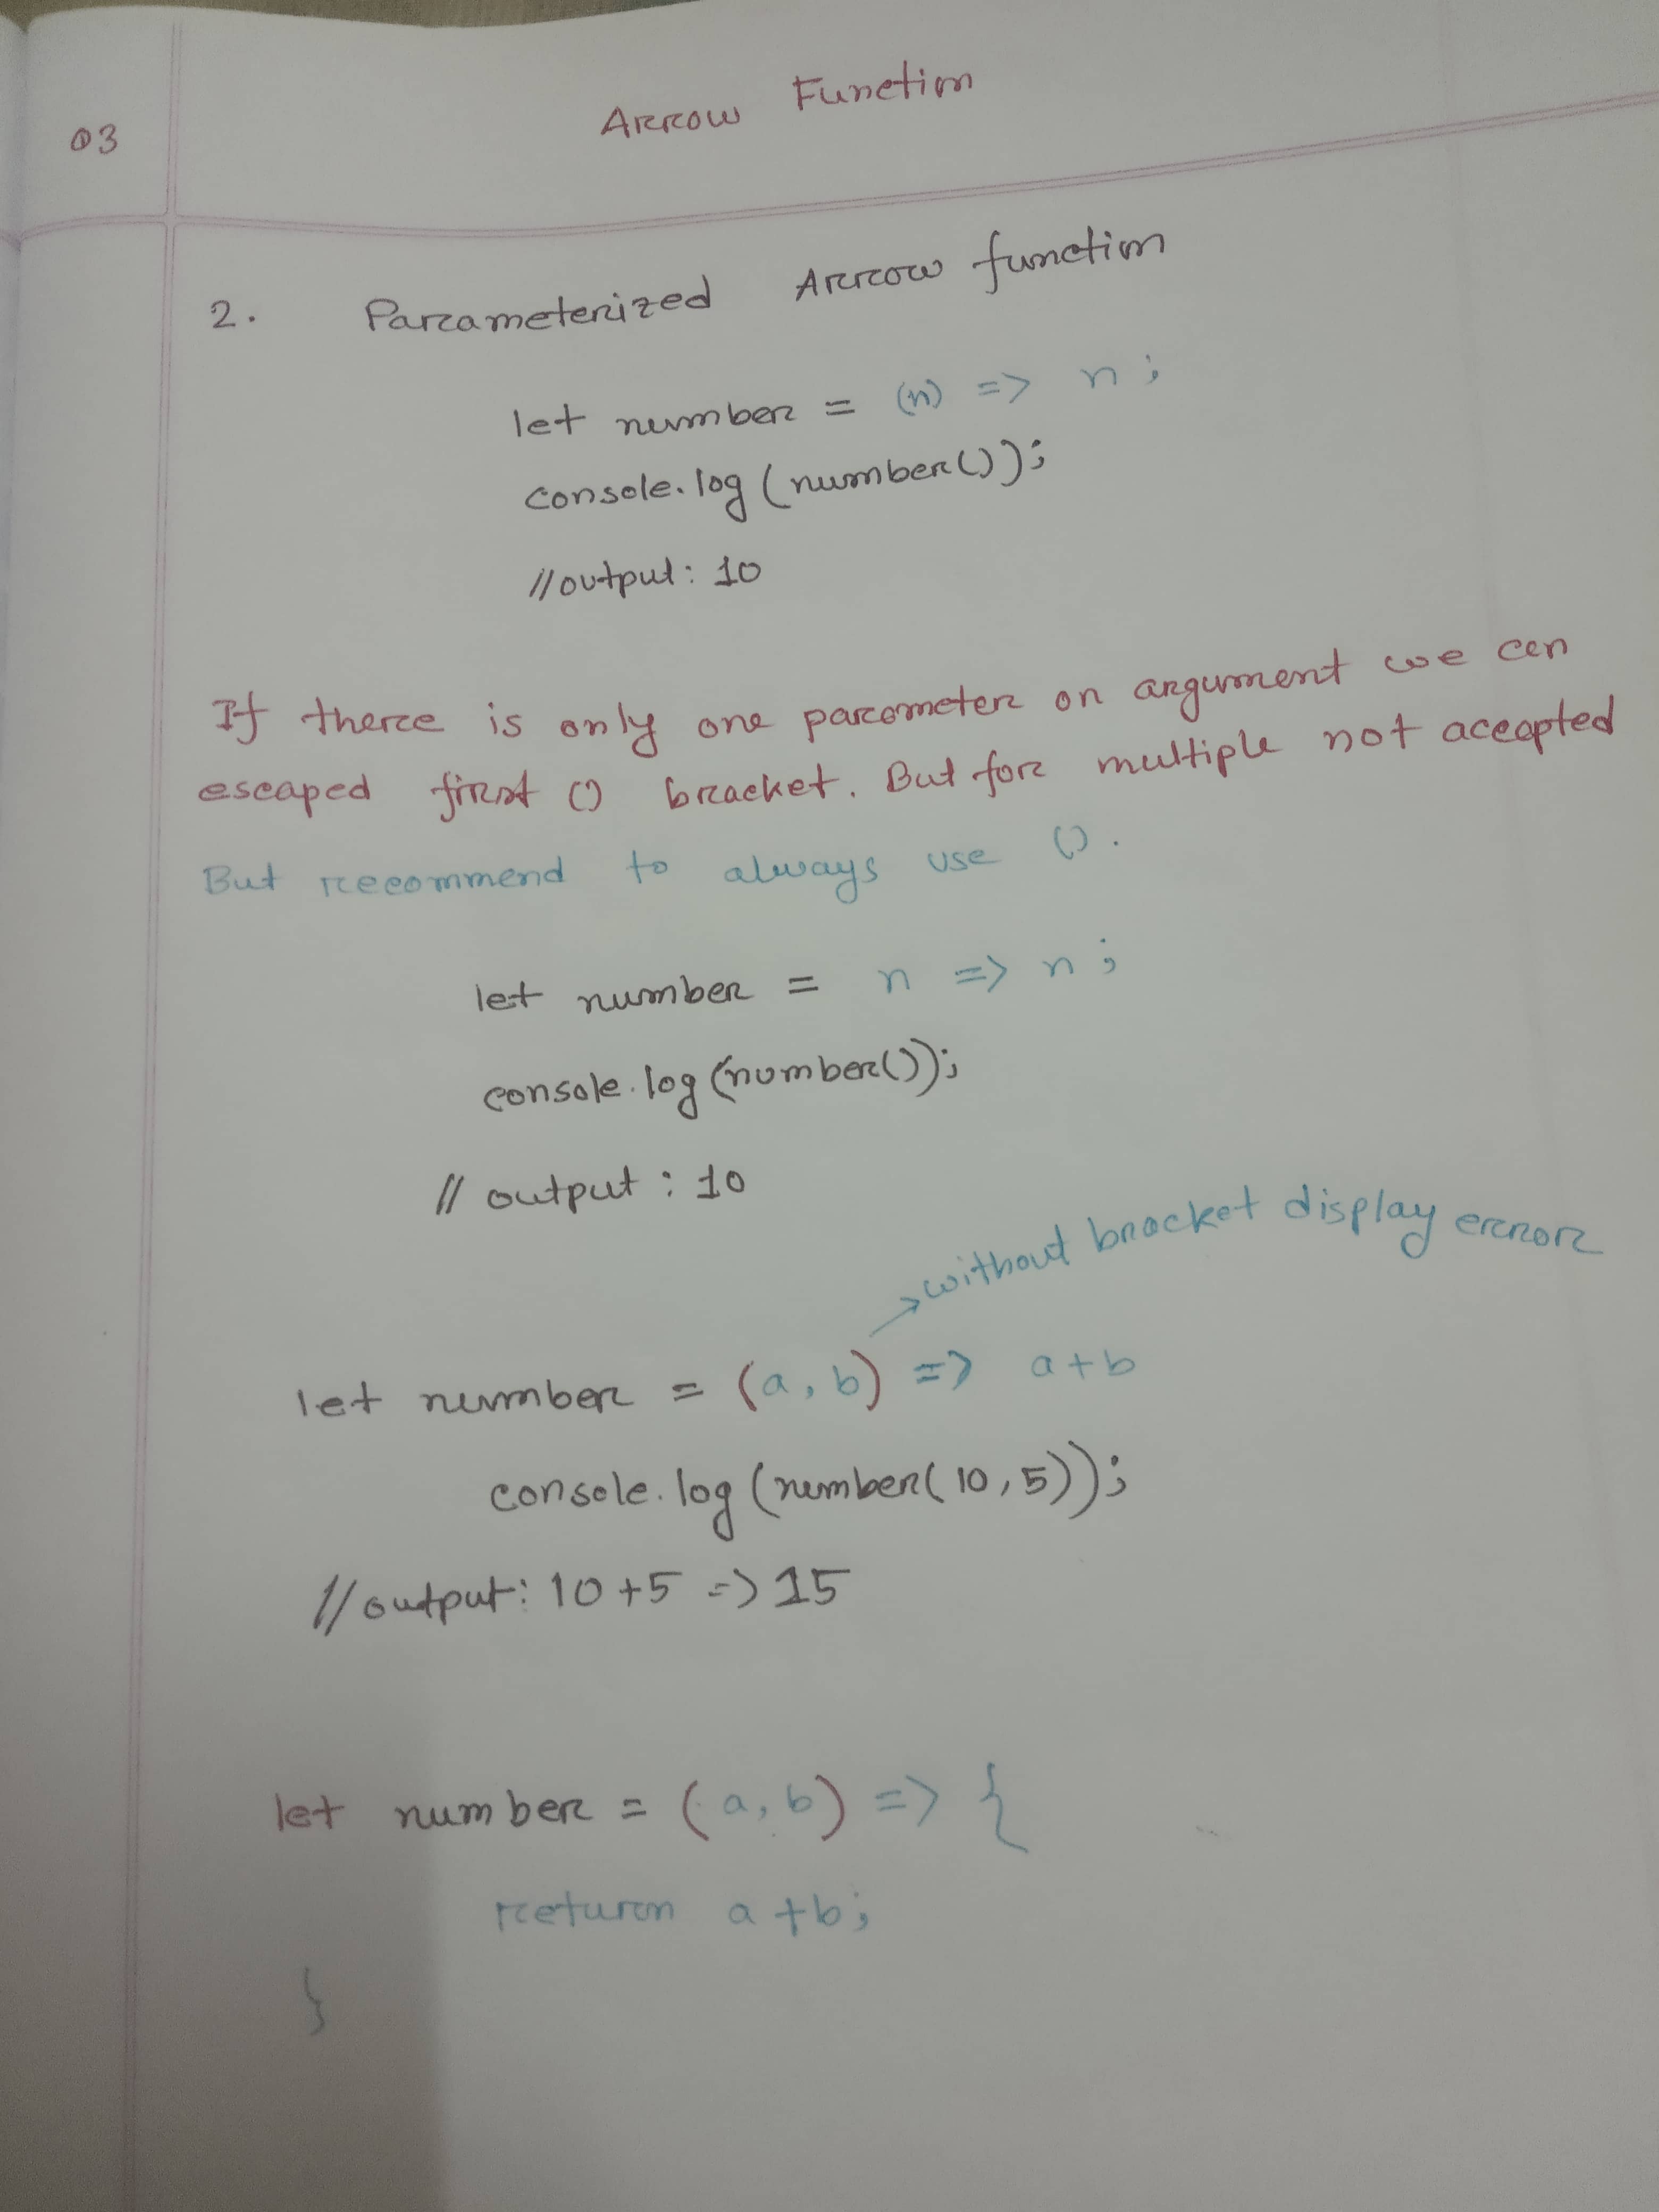 03
Arrow Function
2. Parameterized Arrow function
let number = (n) => n;
console.log (number());
//output: 10
If there is only one parameter or argument we can
escaped first () bracket. But for multiple not accepted
But recommend to always use ().
let number = n => n;
console.log (number());
// output : 10
without bracket display error
let number = (a, b) => a+b
console.log (number(10,5));
//output: 10+5 => 15
let number = (a, b) => {
return a+b;
}